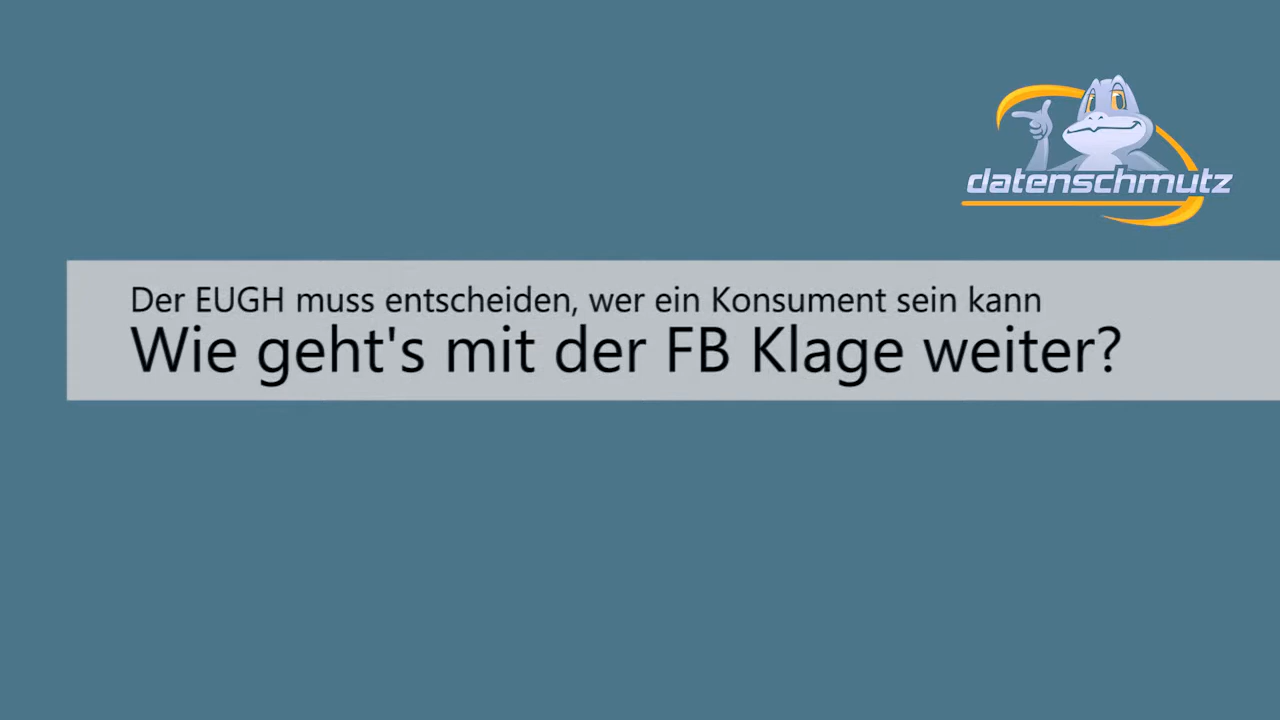 datenschmutz
Der EUGH muss entscheiden, wer ein Konsument sein kann
Wie geht's mit der FB Klage weiter?